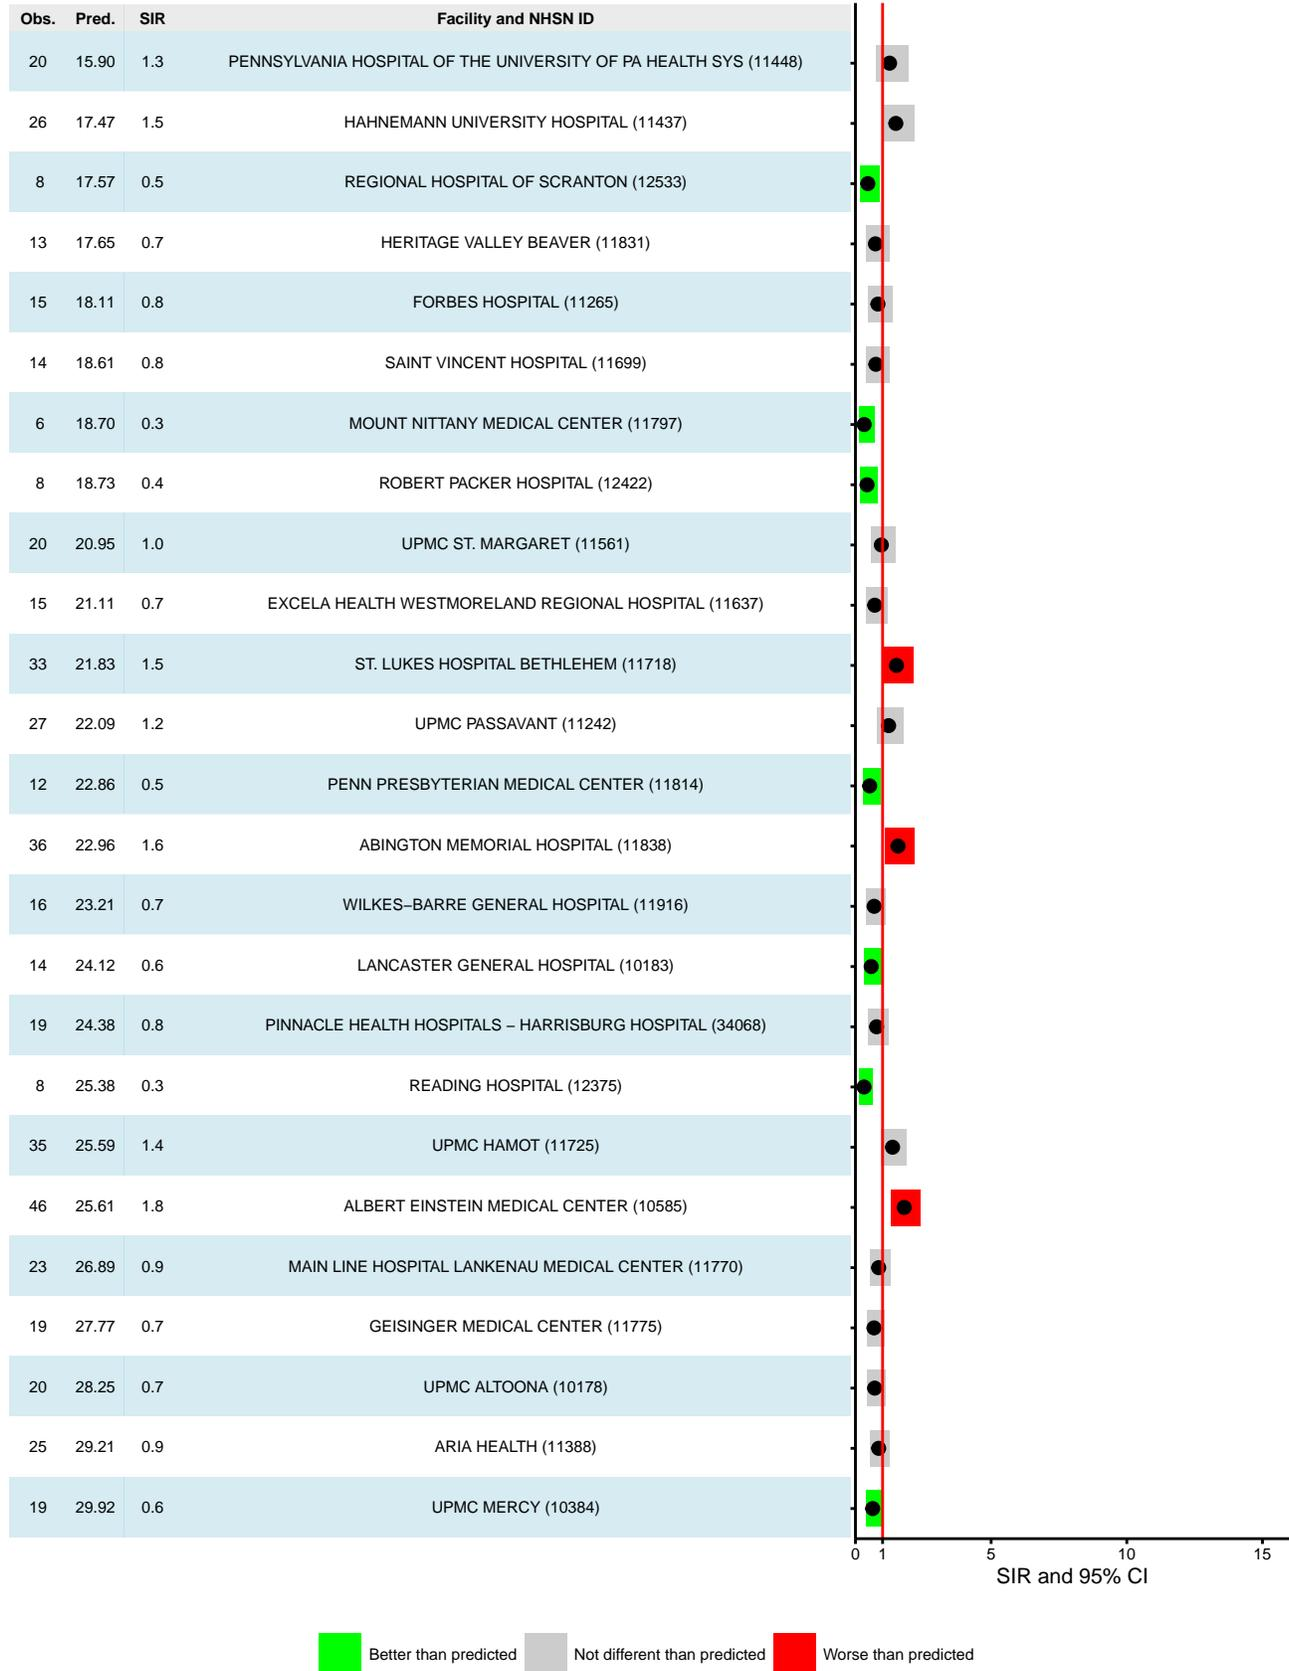 Obs. Pred. SIR Facility and NHSN ID
20 15.90 1.3 PENNSYLVANIA HOSPITAL OF THE UNIVERSITY OF PA HEALTH SYS (11448)
26 17.47 1.5 HAHNEMANN UNIVERSITY HOSPITAL (11437)
8 17.57 0.5 REGIONAL HOSPITAL OF SCRANTON (12533)
13 17.65 0.7 HERITAGE VALLEY BEAVER (11831)
15 18.11 0.8 FORBES HOSPITAL (11265)
14 18.61 0.8 SAINT VINCENT HOSPITAL (11699)
6 18.70 0.3 MOUNT NITTANY MEDICAL CENTER (11797)
8 18.73 0.4 ROBERT PACKER HOSPITAL (12422)
20 20.95 1.0 UPMC ST. MARGARET (11561)
15 21.11 0.7 EXCELA HEALTH WESTMORELAND REGIONAL HOSPITAL (11637)
33 21.83 1.5 ST. LUKES HOSPITAL BETHLEHEM (11718)
27 22.09 1.2 UPMC PASSAVANT (11242)
12 22.86 0.5 PENN PRESBYTERIAN MEDICAL CENTER (11814)
36 22.96 1.6 ABINGTON MEMORIAL HOSPITAL (11838)
16 23.21 0.7 WILKES−BARRE GENERAL HOSPITAL (11916)
14 24.12 0.6 LANCASTER GENERAL HOSPITAL (10183)
19 24.38 0.8 PINNACLE HEALTH HOSPITALS − HARRISBURG HOSPITAL (34068)
8 25.38 0.3 READING HOSPITAL (12375)
35 25.59 1.4 UPMC HAMOT (11725)
46 25.61 1.8 ALBERT EINSTEIN MEDICAL CENTER (10585)
23 26.89 0.9 MAIN LINE HOSPITAL LANKENAU MEDICAL CENTER (11770)
19 27.77 0.7 GEISINGER MEDICAL CENTER (11775)
20 28.25 0.7 UPMC ALTOONA (10178)
25 29.21 0.9 ARIA HEALTH (11388)
19 29.92 0.6 UPMC MERCY (10384)
0 1 5 10 15
SIR and 95% CI
Better than predicted Not different than predicted Worse than predicted